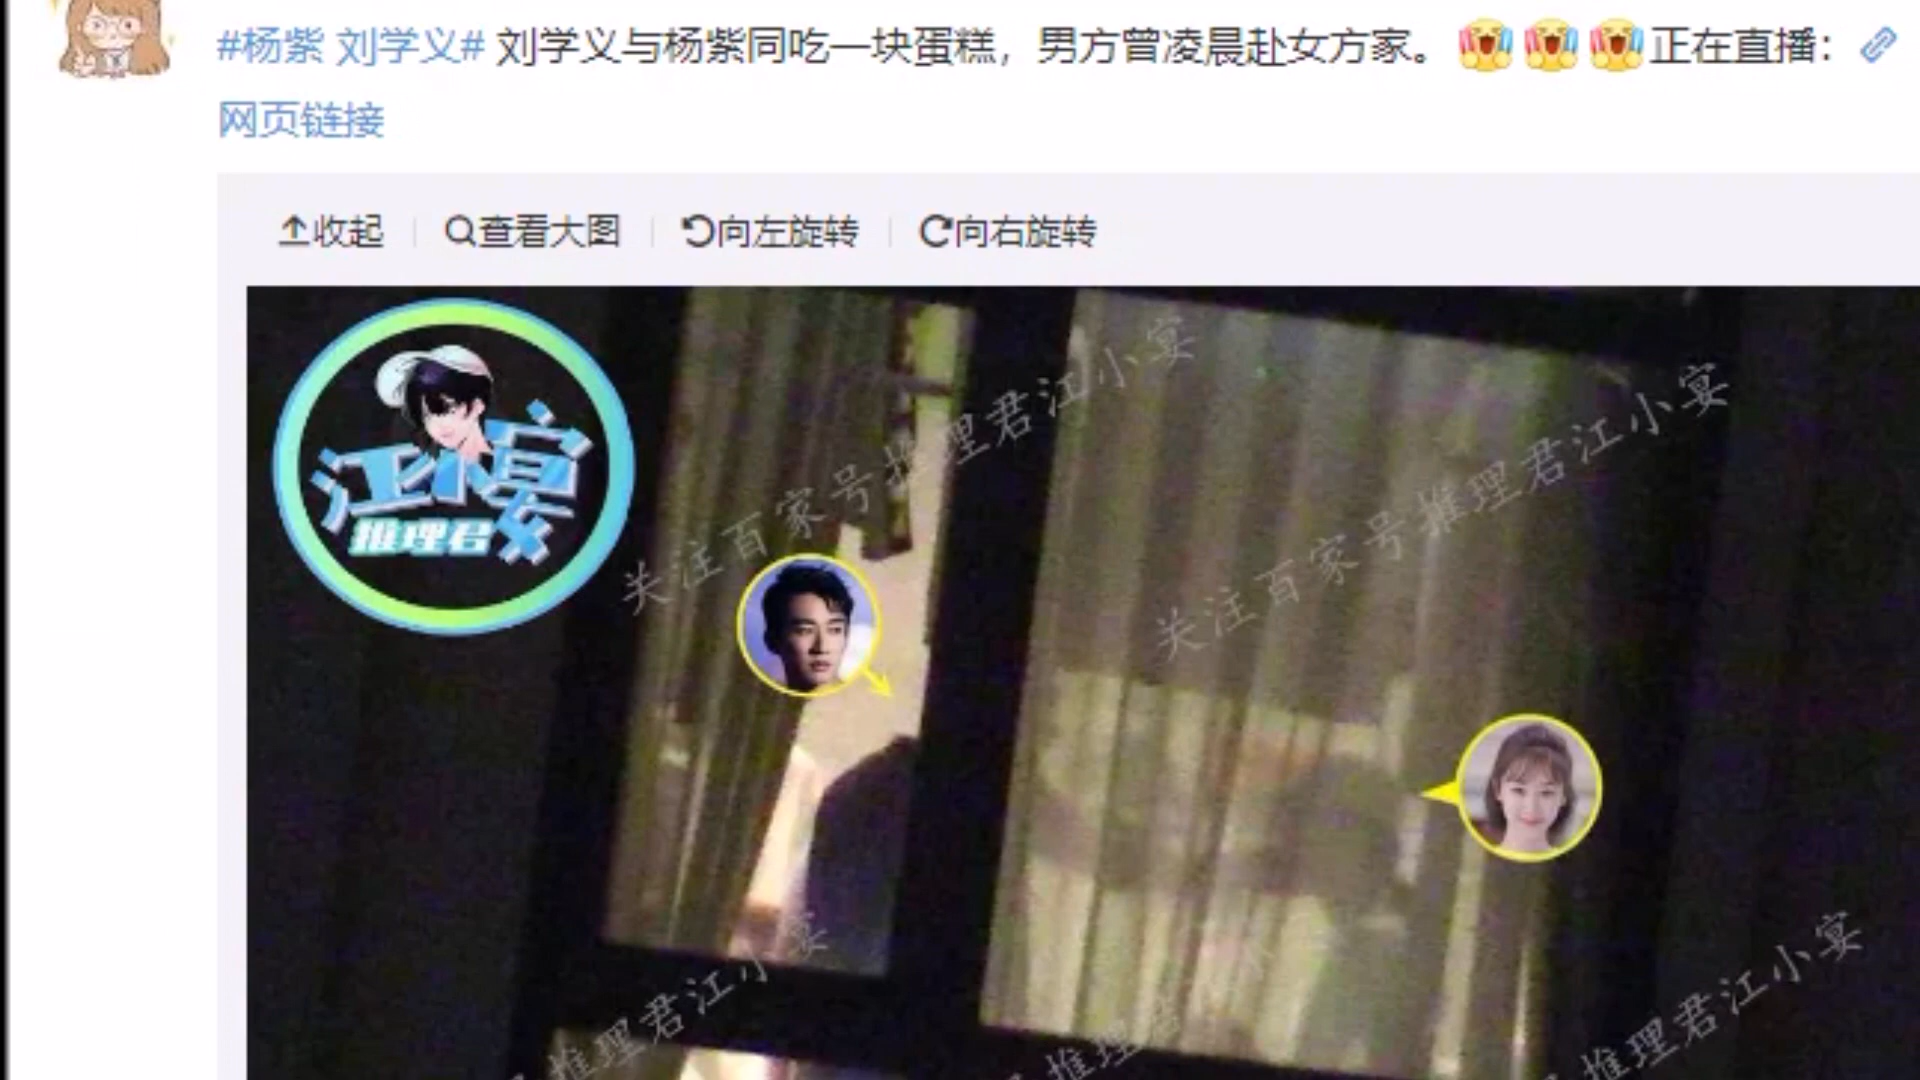 #杨紫 刘学义# 刘学义与杨紫同吃一块蛋糕，男方曾凌晨赴女方家。正在直播：
网页链接
收起 查看大图 向左旋转 向右旋转
江小宴
推理君
关注百家号推理君江小宴
关注百家号推理君江小宴
推理君江小宴
推理君
推理君江小宴